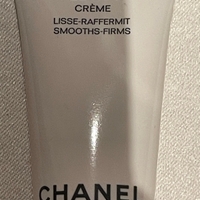 CRÈME
LISSE-RAFFERMIT
SMOOTHS-FIRMS
CHANEL